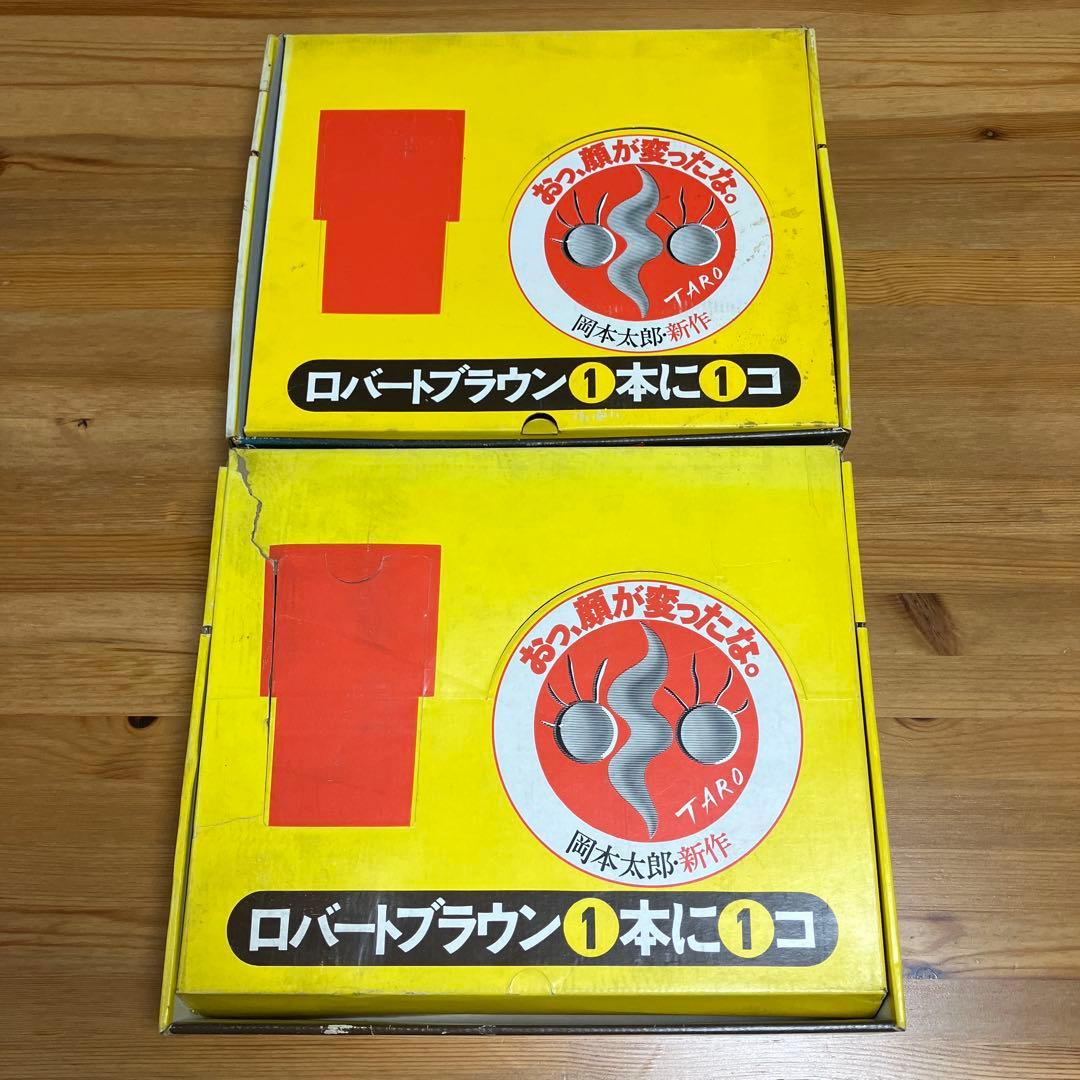 おっ、顔が変ったな。
TARO
岡本太郎・新作
ロバートブラウン1本に1コ
おっ、顔が変ったな。
TARO
岡本太郎・新作
ロバートブラウン1本に1コ